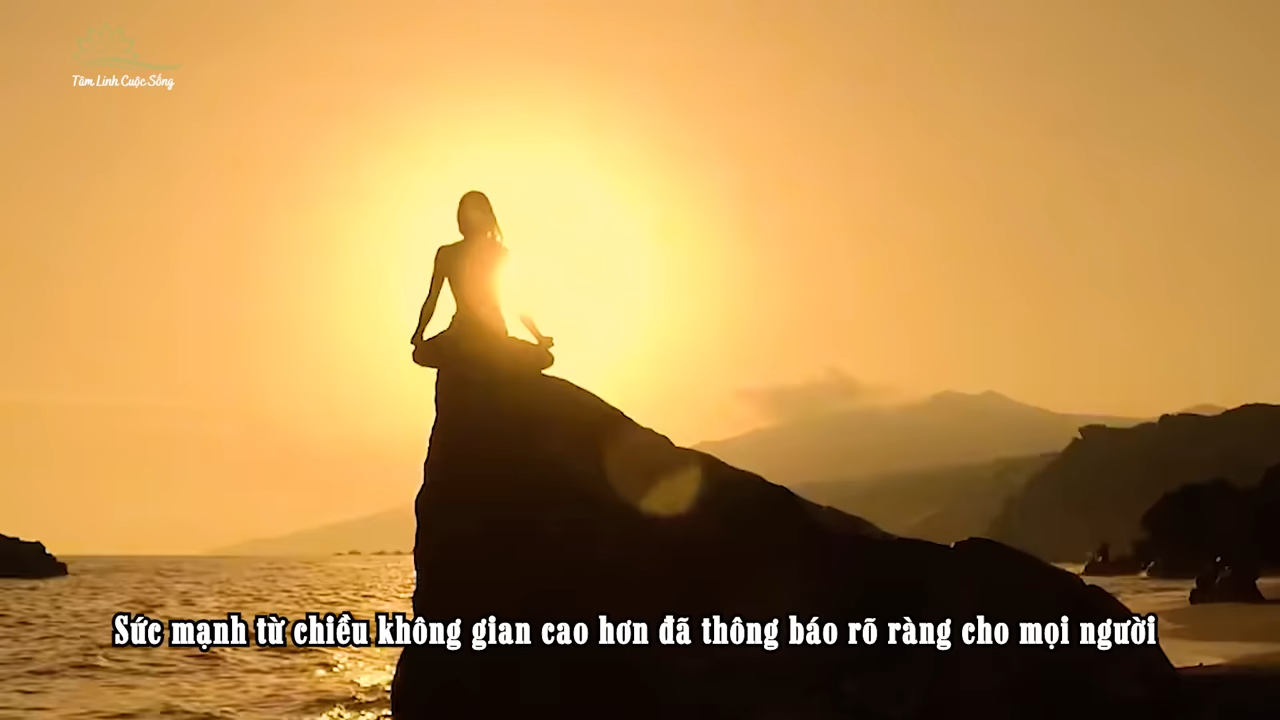 Tâm Linh Cuộc Sống
Sức mạnh từ chiều không gian cao hơn đã thông báo rõ ràng cho mọi người